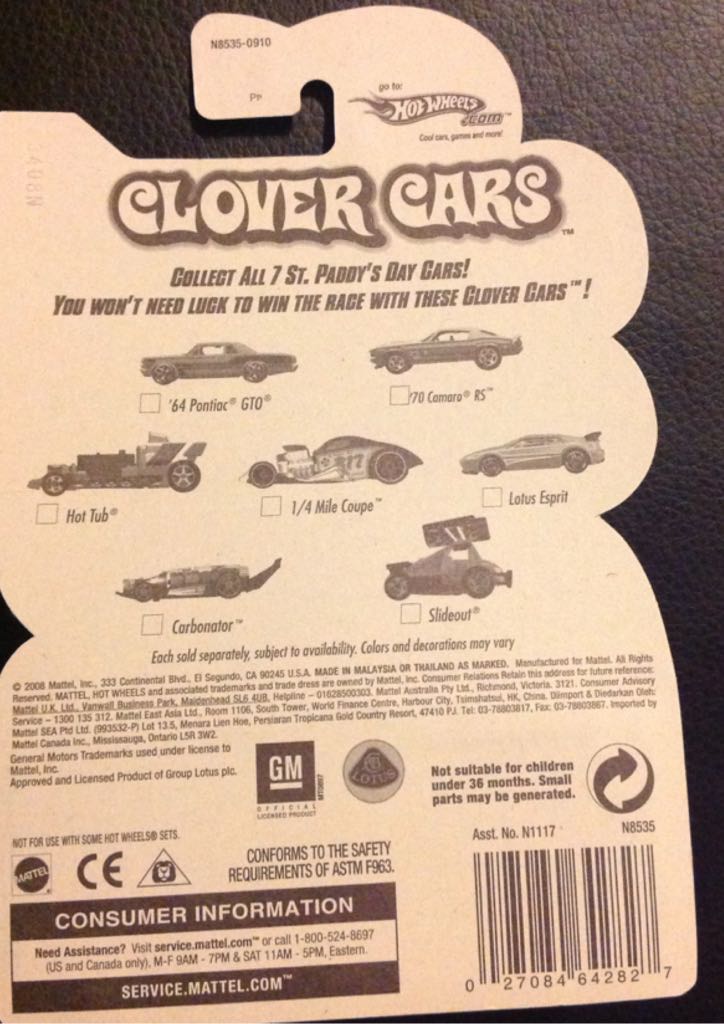 N8535-0910
go to:
HOT WHEELS
.com™
Cool cars, games and more!
CLOVER CARS™
COLLECT ALL 7 ST. PADDY'S DAY CARS!
YOU WON'T NEED LUCK TO WIN THE RACE WITH THESE CLOVER CARS™!
'64 Pontiac® GTO®
'70 Camaro® RS™
Hot Tub®
1/4 Mile Coupe™
Lotus Esprit
Carbonator™
Slideout®
Each sold separately, subject to availability. Colors and decorations may vary
© 2008 Mattel, Inc., 333 Continental Blvd., El Segundo, CA 90245 U.S.A. MADE IN MALAYSIA OR THAILAND AS MARKED. Manufactured for Mattel. All Rights
Reserved. MATTEL, HOT WHEELS and associated trademarks and trade dress are owned by Mattel, Inc. Consumer Relations Retain this address for future reference:
Mattel U.K. Ltd., Vanwall Business Park, Maidenhead SL6 4UB. Helpline – 01628500303. Mattel Australia Pty Ltd., Richmond, Victoria. 3121. Consumer Advisory
Service – 1300 135 312. Mattel East Asia Ltd., Room 1106, South Tower, World Finance Centre, Harbour City, Tsimshatsui, HK, China. Diimport & Diedarkan Oleh:
Mattel SEA Ptd Ltd. (993532-P) Lot 13.5, Menara Lien Hoe, Persiaran Tropicana Gold Country Resort, 47410 PJ. Tel: 03-78803817, Fax: 03-78803867. Imported by
Mattel Canada Inc., Mississauga, Ontario L5R 3W2.
General Motors Trademarks used under license to
Mattel, Inc.
Approved and Licensed Product of Group Lotus plc.
GM
OFFICIAL
LICENSED PRODUCT
LOTUS
Not suitable for children
under 36 months. Small
parts may be generated.
NOT FOR USE WITH SOME HOT WHEELS® SETS.
Asst. No. N1117
N8535
MATTEL
CE
CONFORMS TO THE SAFETY
REQUIREMENTS OF ASTM F963.
CONSUMER INFORMATION
Need Assistance? Visit service.mattel.com™ or call 1-800-524-8697
(US and Canada only), M-F 9AM - 7PM & SAT 11AM - 5PM, Eastern.
SERVICE.MATTEL.COM™
0 27084 64282 7